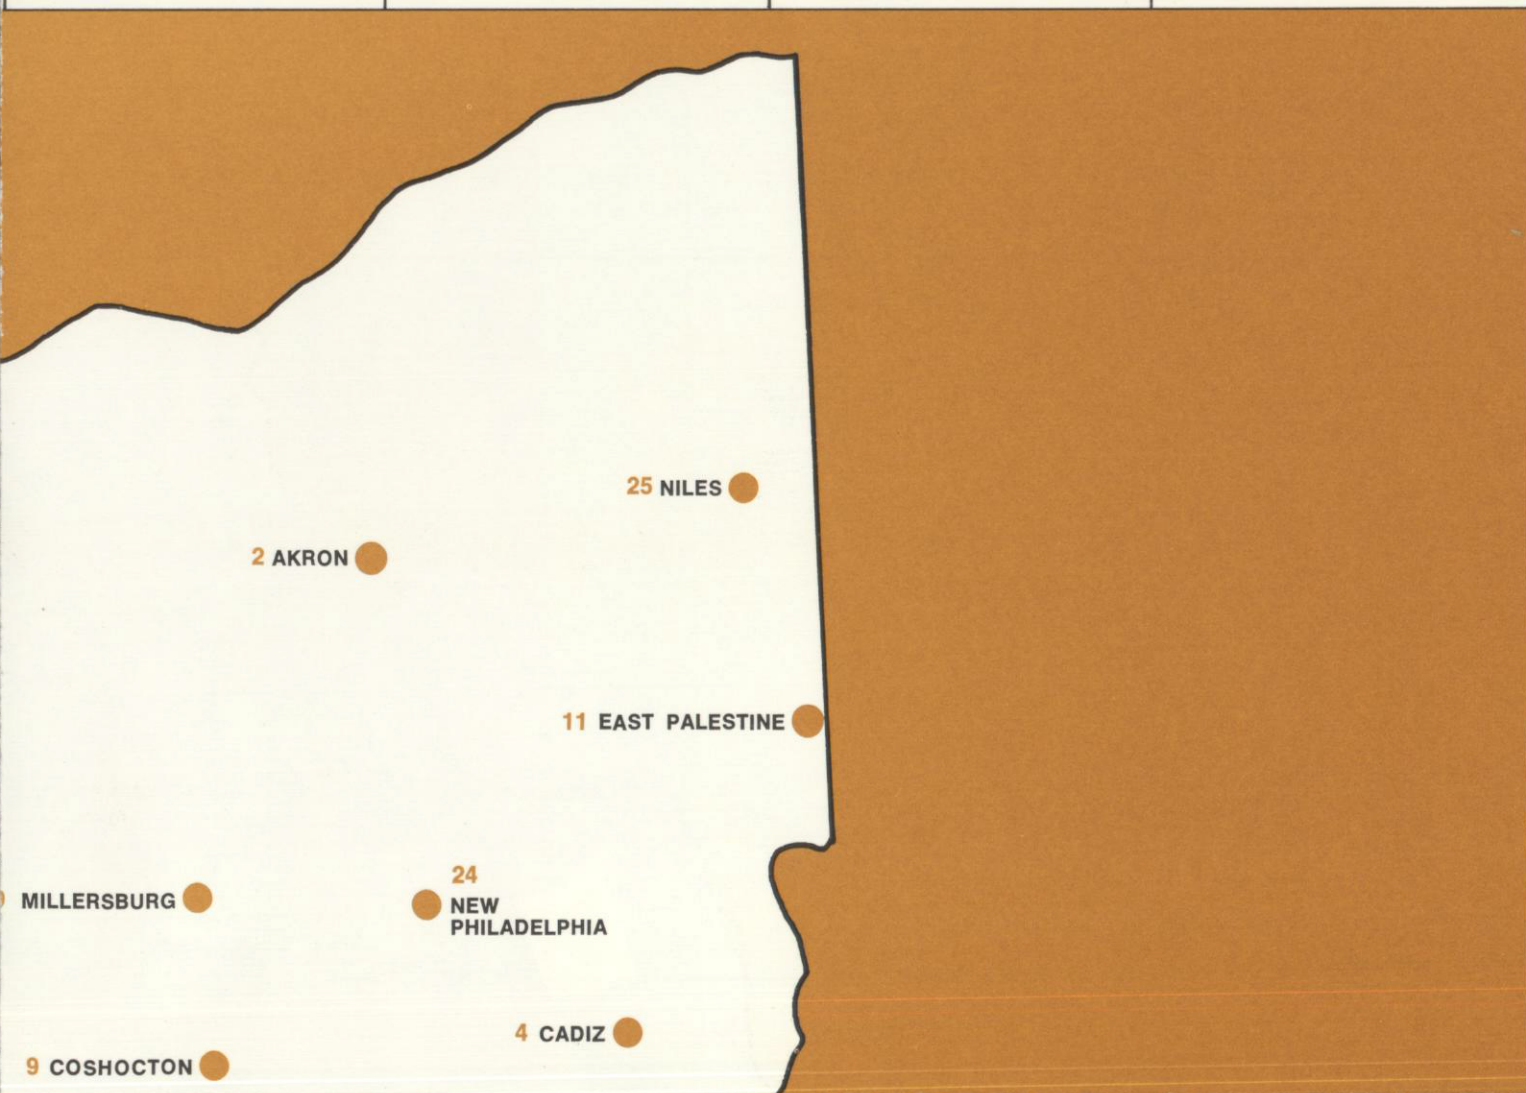 25 NILES
2 AKRON
11 EAST PALESTINE
MILLERSBURG
24
NEW
PHILADELPHIA
4 CADIZ
9 COSHOCTON